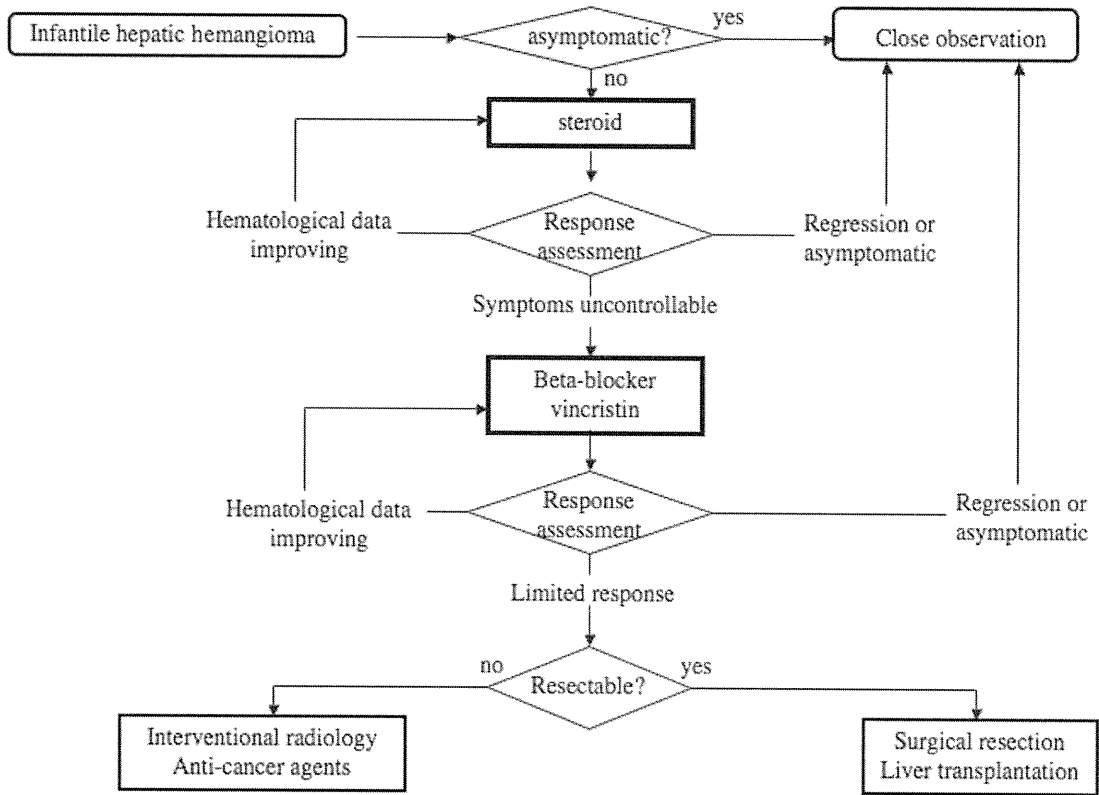 Infantile hepatic hemangioma
asymptomatic?
yes
Close observation
no
steroid
Hematological data
improving
Response
assessment
Regression or
asymptomatic
Symptoms uncontrollable
Beta-blocker
vincristin
Hematological data
improving
Response
assessment
Regression or
asymptomatic
Limited response
no
Resectable?
yes
Interventional radiology
Anti-cancer agents
Surgical resection
Liver transplantation